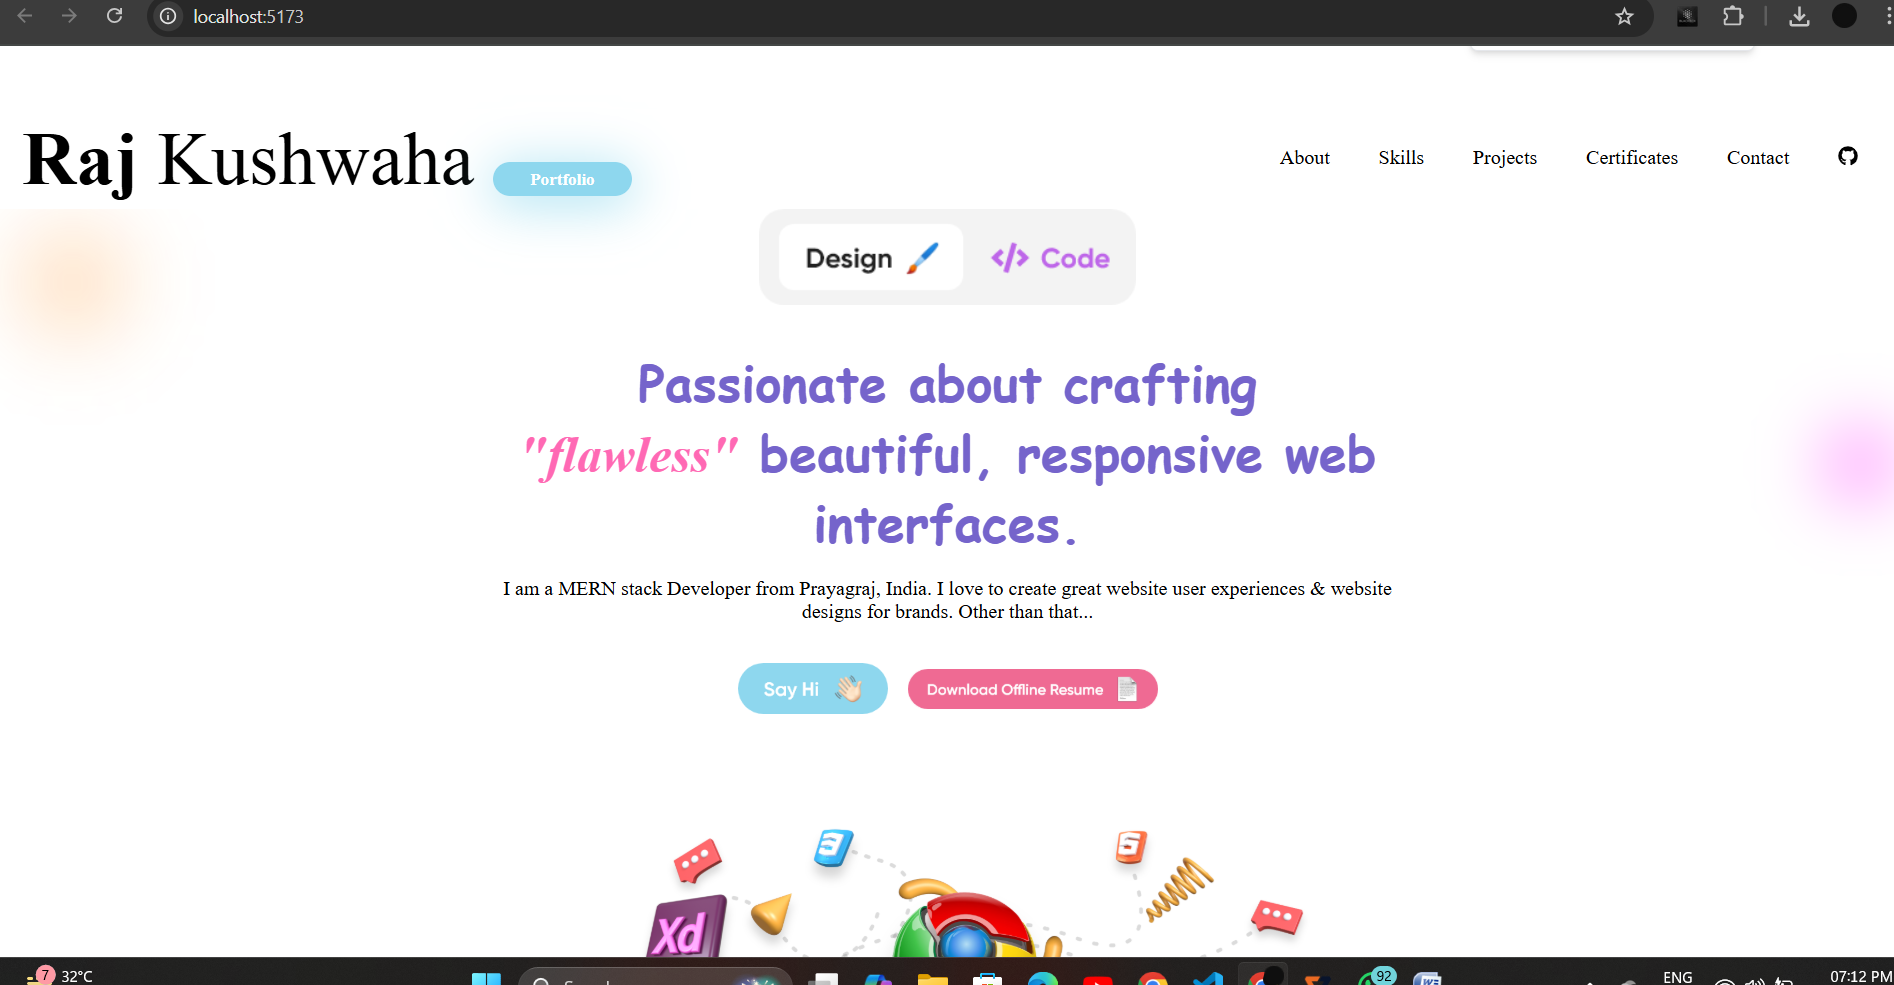 localhost:5173
Raj Kushwaha
Portfolio
About Skills Projects Certificates Contact
Design </> Code
Passionate about crafting
"flawless" beautiful, responsive web
interfaces.
I am a MERN stack Developer from Prayagraj, India. I love to create great website user experiences & website
designs for brands. Other than that...
Say Hi Download Offline Resume
3 5
Xd
7 32°C
92
ENG
07:12 PM